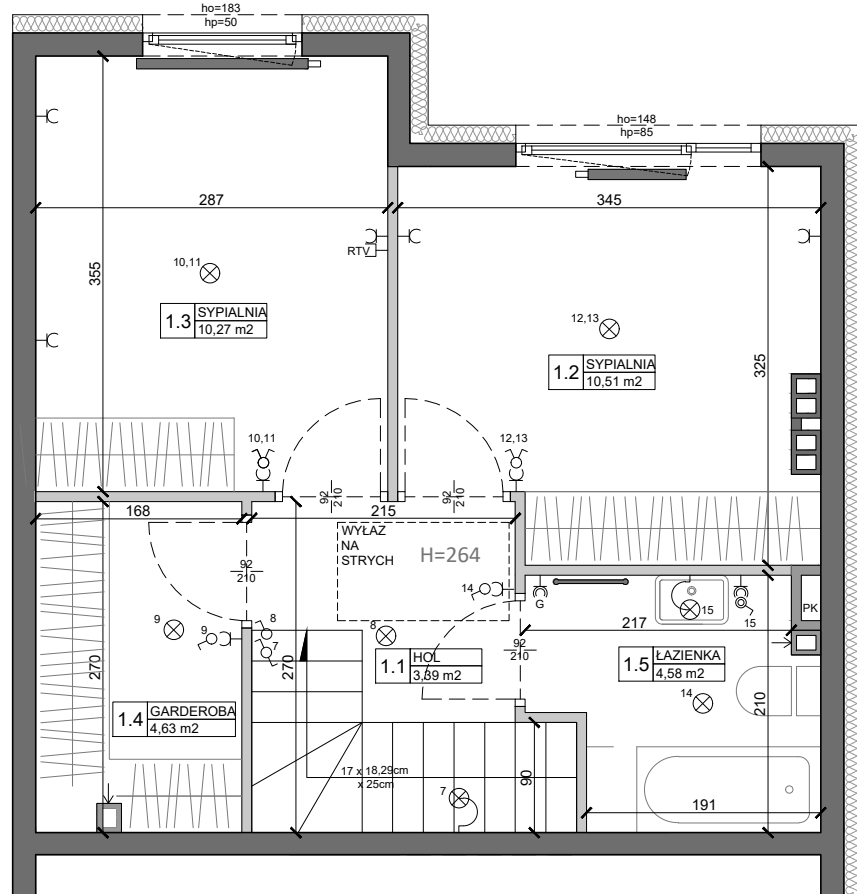 ho=183
hp=50
ho=148
hp=85
287
345
RTV
10,11
355
1.3 SYPIALNIA
10,27 m2
12,13
1.2 SYPIALNIA
10,51 m2
325
10,11
12,13
92
210
92
210
168
215
WYŁAZ
NA
STRYCH
H=264
92
210
14
G
15
15
PK
217
9
9
8
7
8
92
210
270
270
1.1 HOL
3,39 m2
1.5 ŁAZIENKA
4,58 m2
14
210
1.4 GARDEROBA
4,63 m2
17 x 18,29cm
x 25cm
7
90
191